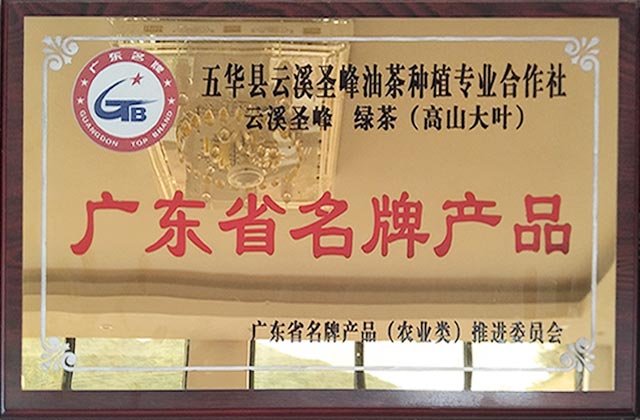 广东名牌
GTB
GUANGDON TOP BRAND
五华县云溪圣峰油茶种植专业合作社
云溪圣峰 绿茶（高山大叶）
广东省名牌产品
广东省名牌产品（农业类）推进委员会